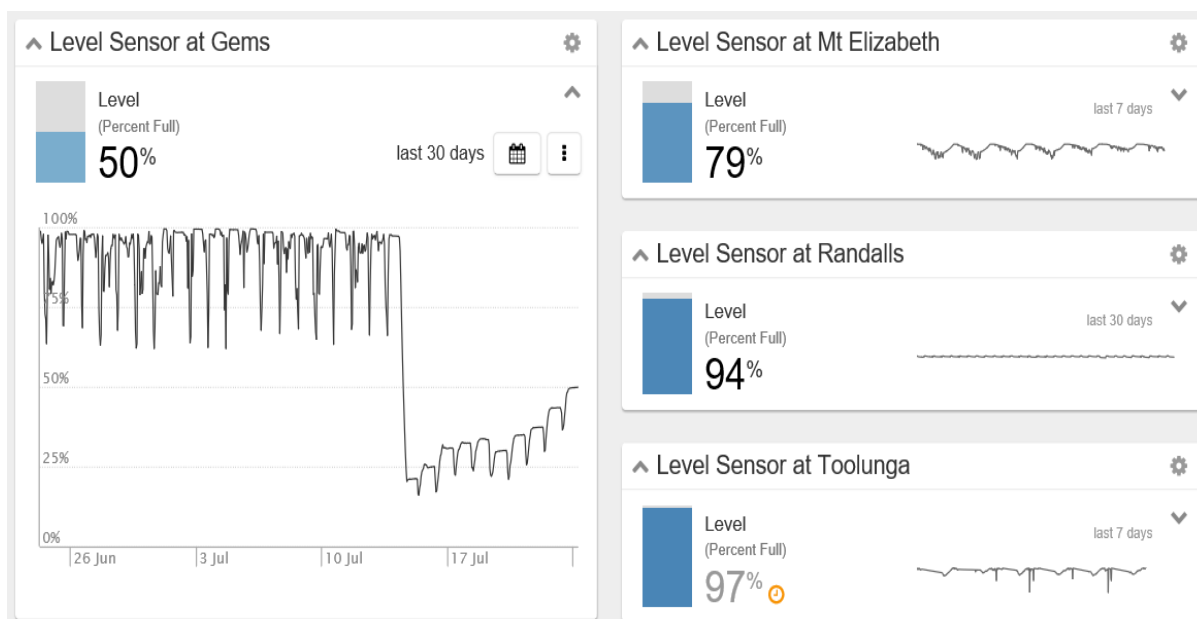 Level Sensor at Gems
Level
(Percent Full)
50%
last 30 days
100%
75%
50%
25%
0%
26 Jun
3 Jul
10 Jul
17 Jul
Level Sensor at Mt Elizabeth
Level
(Percent Full)
79%
last 7 days
Level Sensor at Randalls
Level
(Percent Full)
94%
last 30 days
Level Sensor at Toolunga
Level
(Percent Full)
97%
last 7 days